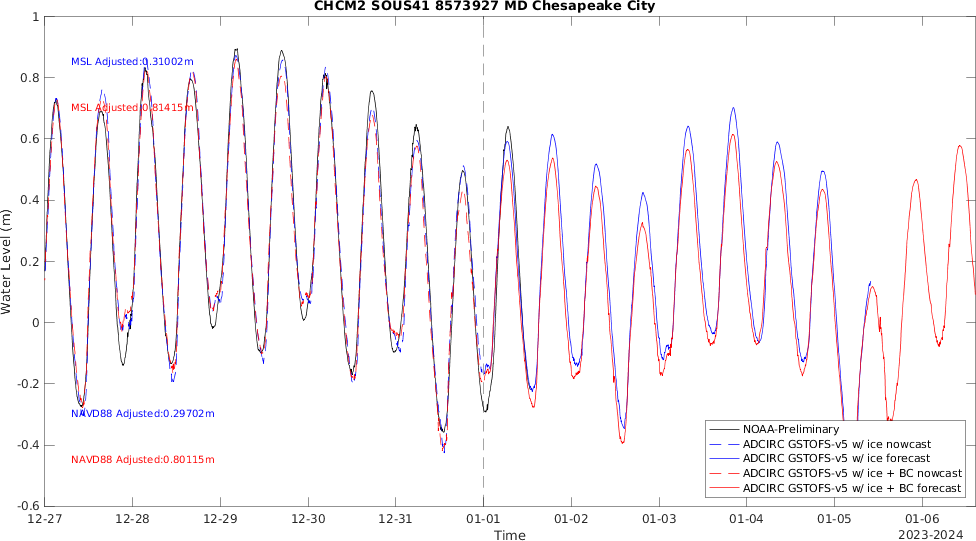 CHCM2 SOUS41 8573927 MD Chesapeake City
1
0.8
0.6
0.4
0.2
0
-0.2
-0.4
-0.6
Water Level (m)
MSL Adjusted:0.31002m
MSL Adjusted:0.81415m
NAVD88 Adjusted:0.29702m
NAVD88 Adjusted:0.80115m
NOAA-Preliminary
ADCIRC GSTOFS-v5 w/ ice nowcast
ADCIRC GSTOFS-v5 w/ ice forecast
ADCIRC GSTOFS-v5 w/ ice + BC nowcast
ADCIRC GSTOFS-v5 w/ ice + BC forecast
12-27 12-28 12-29 12-30 12-31 01-01 01-02 01-03 01-04 01-05 01-06
Time
2023-2024